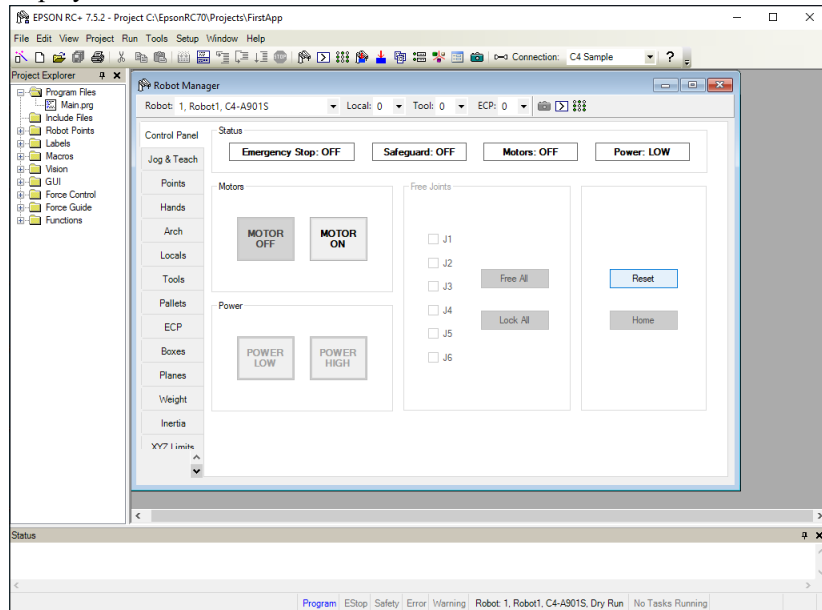 EPSON RC+ 7.5.2 - Project C:\EpsonRC70\Projects\FirstApp
File Edit View Project Run Tools Setup Window Help
Connection: C4 Sample
Project Explorer
Program Files
Main.prg
Include Files
Robot Points
Labels
Macros
Vision
GUI
Force Control
Force Guide
Functions
Robot Manager
Robot: 1, Robot1, C4-A901S Local: 0 Tool: 0 ECP: 0
Control Panel
Jog & Teach
Points
Hands
Arch
Locals
Tools
Pallets
ECP
Boxes
Planes
Weight
Inertia
XYZ Limits
Status
Emergency Stop: OFF Safeguard: OFF Motors: OFF Power: LOW
Motors
MOTOR OFF
MOTOR ON
Power
POWER LOW
POWER HIGH
Free Joints
J1
J2
J3
J4
J5
J6
Free All
Lock All
Reset
Home
Status
Program EStop Safety Error Warning Robot: 1, Robot1, C4-A901S, Dry Run No Tasks Running